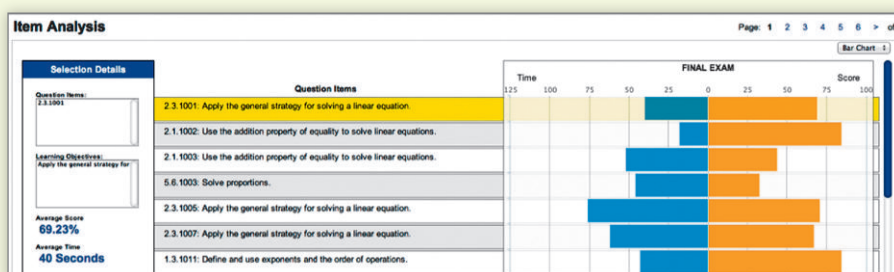 Item Analysis
Page: 1 2 3 4 5 6 > of
Bar Chart
Selection Details
Question Items:
2.3.1001
Learning Objectives:
Apply the general strategy for
Average Score
69.23%
Average Time
40 Seconds
Question Items
2.3.1001: Apply the general strategy for solving a linear equation.
2.1.1002: Use the addition property of equality to solve linear equations.
2.1.1003: Use the addition property of equality to solve linear equations.
5.6.1003: Solve proportions.
2.3.1005: Apply the general strategy for solving a linear equation.
2.3.1007: Apply the general strategy for solving a linear equation.
1.3.1011: Define and use exponents and the order of operations.
FINAL EXAM
Time Score
125 100 75 50 25 0 25 50 75 100